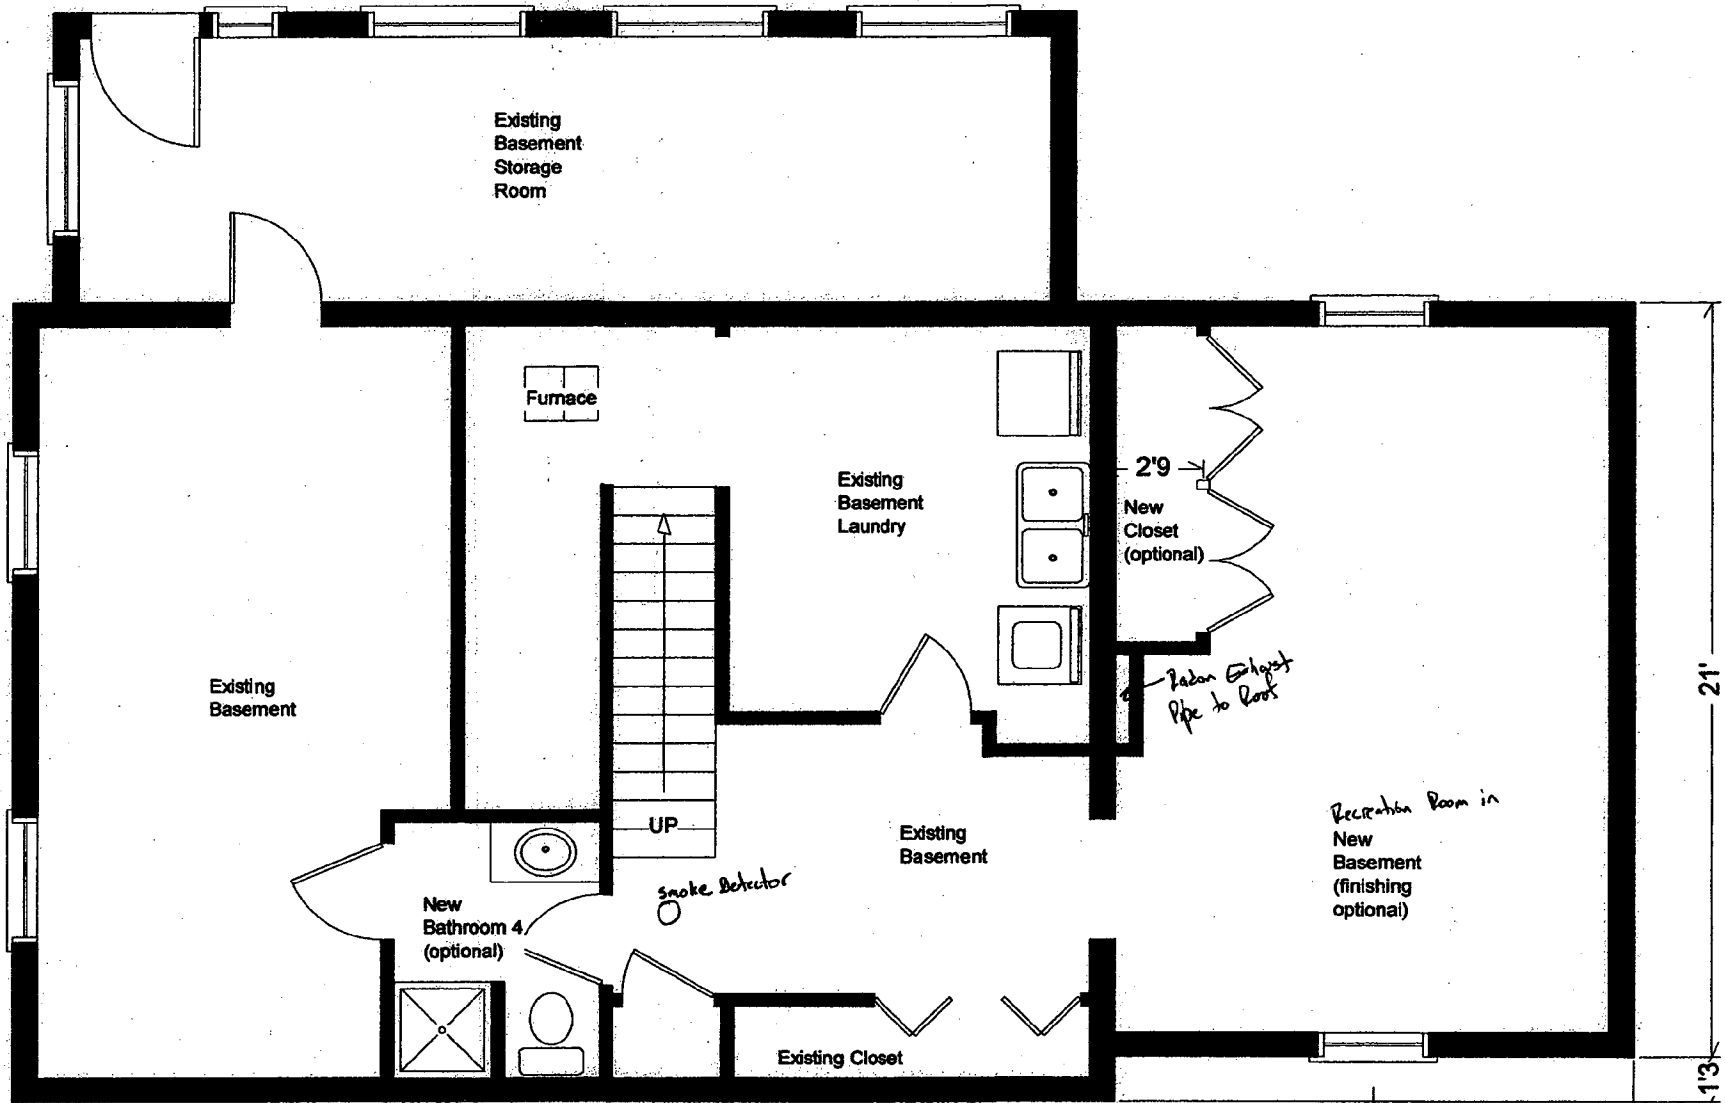 Existing
Basement
Storage
Room
Furnace
Existing
Basement
Laundry
2'9
New
Closet
(optional)
Radon Exhaust
Pipe to Roof
21'
Existing
Basement
UP
Existing
Basement
Recreation Room in
New
Basement
(finishing
optional)
smoke Detector
New
Bathroom 4
(optional)
Existing Closet
1'3